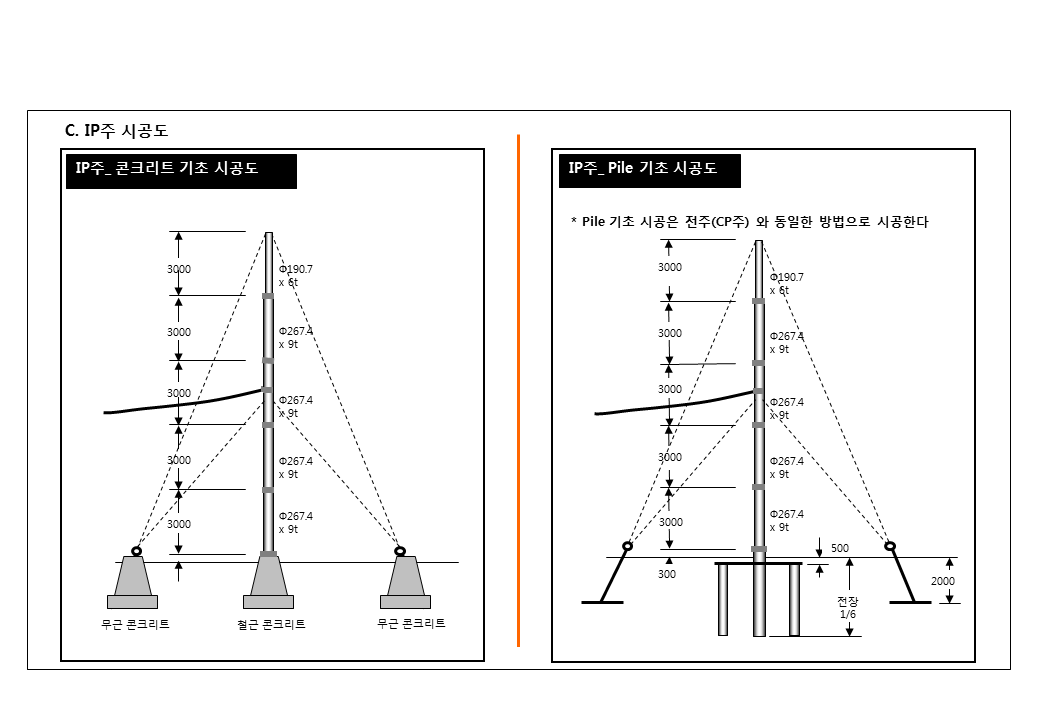 C. IP주 시공도
IP주_ 콘크리트 기초 시공도
3000
Φ190.7
x 6t
3000
Φ267.4
x 9t
3000
Φ267.4
x 9t
3000
Φ267.4
x 9t
3000
Φ267.4
x 9t
무근 콘크리트
철근 콘크리트
무근 콘크리트
IP주_ Pile 기초 시공도
* Pile 기초 시공은 전주(CP주) 와 동일한 방법으로 시공한다
3000
Φ190.7
x 6t
3000
Φ267.4
x 9t
3000
Φ267.4
x 9t
3000
Φ267.4
x 9t
3000
Φ267.4
x 9t
500
300
2000
전장
1/6